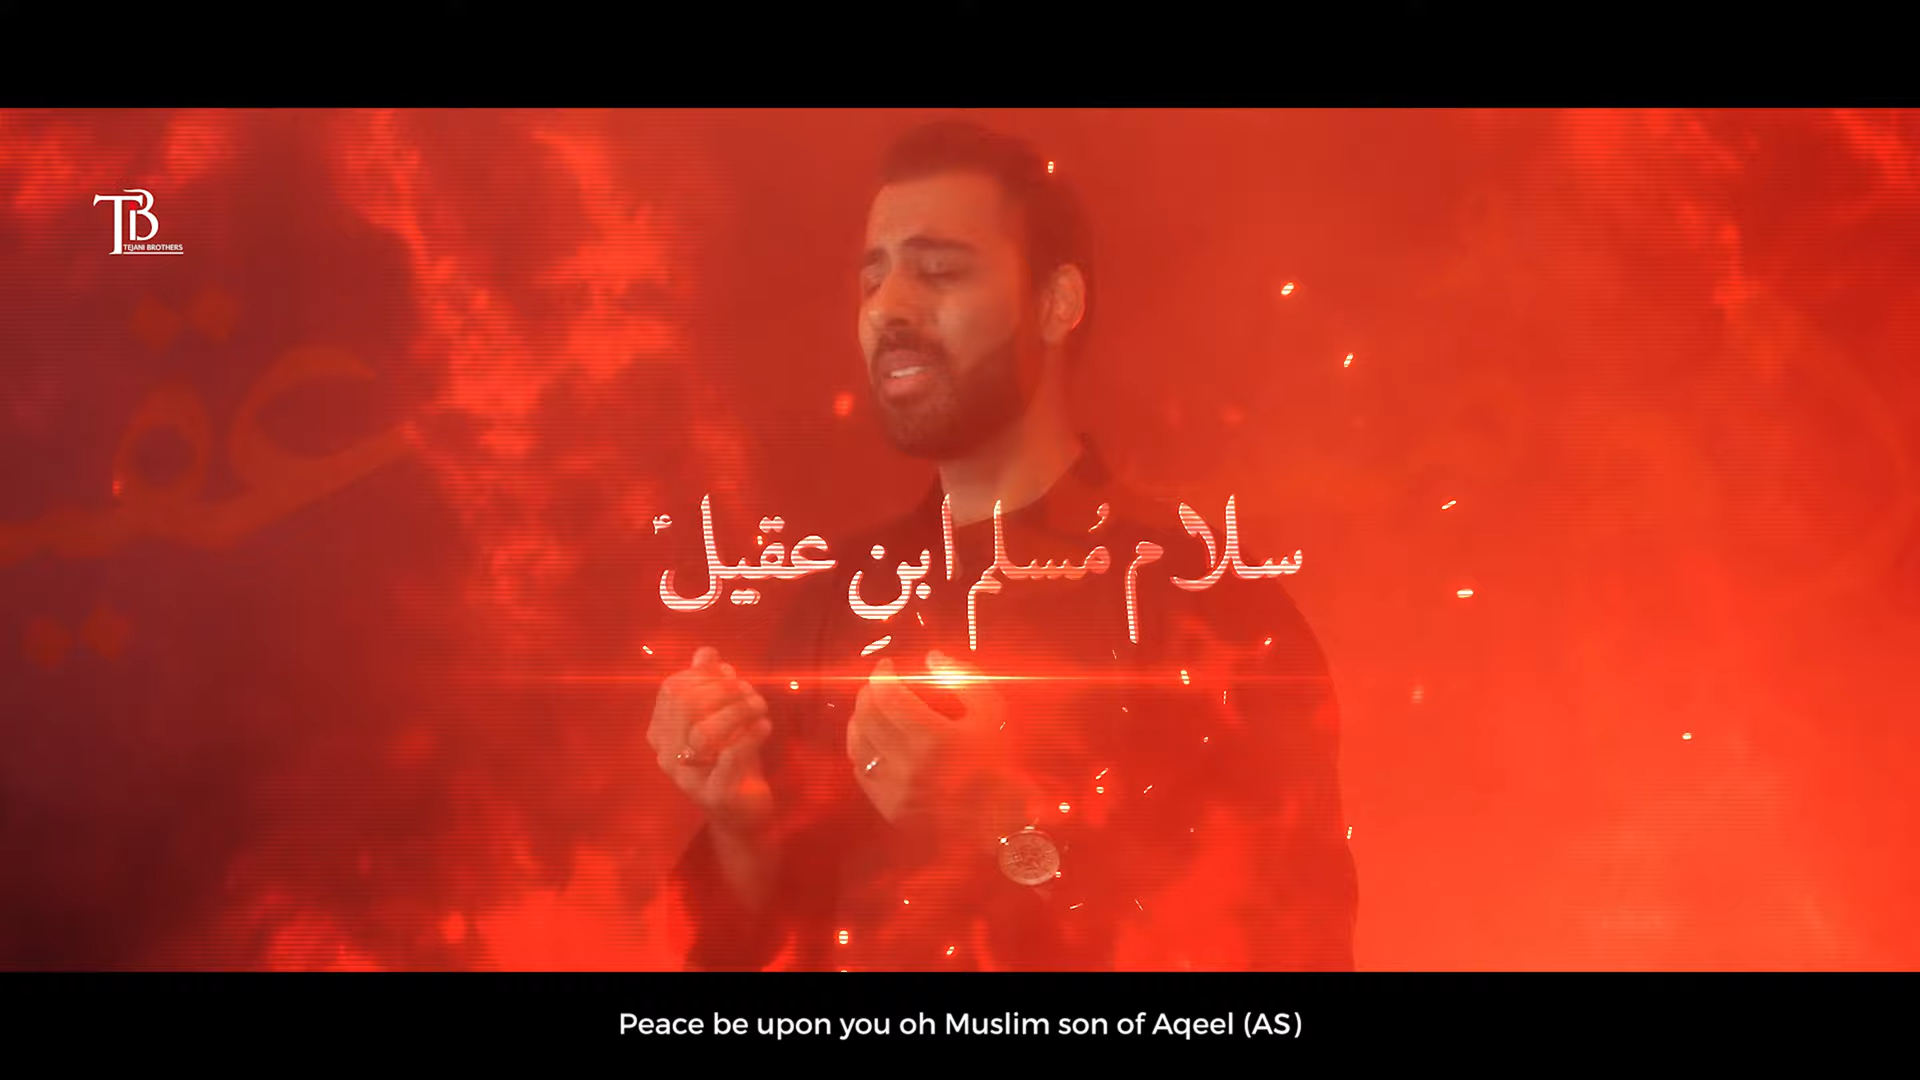 TB
TEJANI BROTHERS
سلام مُسلم ابنِ عقیلؑ
Peace be upon you oh Muslim son of Aqeel (AS)